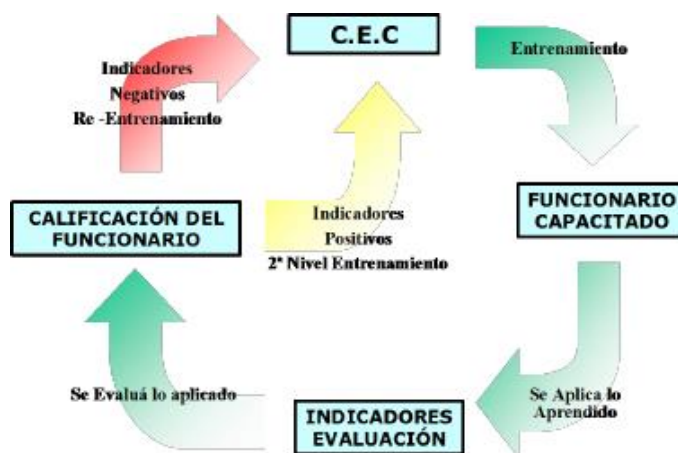 C.E.C
Entrenamiento
Indicadores
Negativos
Re -Entrenamiento
FUNCIONARIO
CAPACITADO
CALIFICACIÓN DEL
FUNCIONARIO
Indicadores
Positivos
2ª Nivel Entrenamiento
Se Evaluá lo aplicado
Se Aplica lo
Aprendido
INDICADORES
EVALUACIÓN